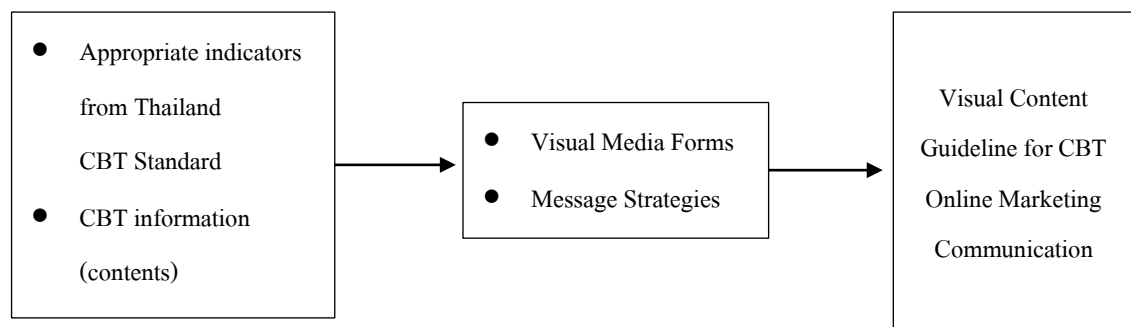 ● Appropriate indicators
from Thailand
CBT Standard
● CBT information
(contents)
● Visual Media Forms
● Message Strategies
Visual Content
Guideline for CBT
Online Marketing
Communication